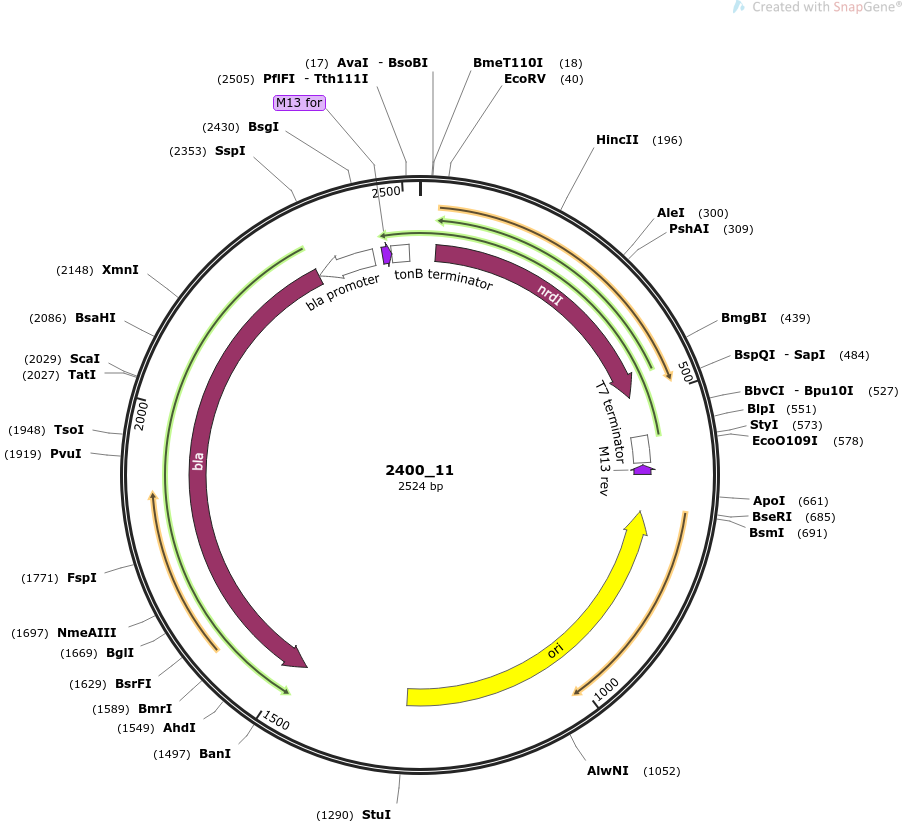 Created with SnapGene®
(17) AvaI - BsoBI
BmeT110I (18)
(2505) PflFI - Tth111I
EcoRV (40)
M13 for
(2430) BsgI
HincII (196)
(2353) SspI
2500
AleI (300)
PshAI (309)
tonB terminator
bla promoter
nrdI
(2148) XmnI
(2086) BsaHI
BmgBI (439)
(2029) ScaI
BspQI - SapI (484)
(2027) TatI
500
BbvCI - Bpu10I (527)
2000
T7 terminator
BlpI (551)
StyI (573)
(1948) TsoI
EcoO109I (578)
(1919) PvuI
bla
M13 rev
2400_11
2524 bp
ApoI (661)
BseRI (685)
BsmI (691)
(1771) FspI
(1697) NmeAIII
(1669) BglI
ori
(1629) BsrFI
1000
(1589) BmrI
1500
(1549) AhdI
(1497) BanI
AlwNI (1052)
(1290) StuI